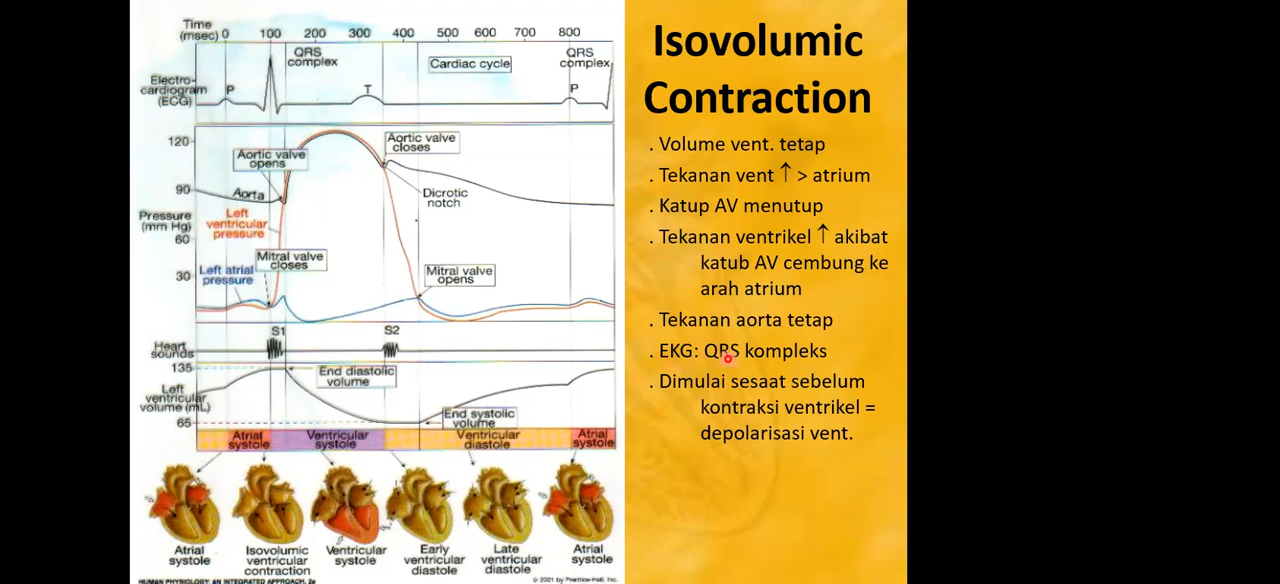 Time
(msec) 0 100 200 300 400 500 600 700 800
QRS
complex
Cardiac cycle
QRS
complex
Electro-
cardiogram
(ECG)
P
T
P
120
90
Pressure
(mm Hg)
60
30
Aortic valve
opens
Aortic valve
closes
Aorta
Dicrotic
notch
Left
ventricular
pressure
Mitral valve
closes
Left atrial
pressure
Mitral valve
opens
S1
S2
Heart
sounds
135
Left
ventricular
volume (mL)
65
End diastolic
volume
End systolic
volume
Atrial
systole
Ventricular
systole
Ventricular
diastole
Atrial
systole
Atrial
systole
Isovolumic
ventricular
contraction
Ventricular
systole
Early
ventricular
diastole
Late
ventricular
diastole
Atrial
systole
HUMAN PHYSIOLOGY: AN INTEGRATED APPROACH, 2e
© 2001 by Prentice-Hall, Inc.
Isovolumic
Contraction
. Volume vent. tetap
. Tekanan vent ↑ > atrium
. Katup AV menutup
. Tekanan ventrikel ↑ akibat
katub AV cembung ke
arah atrium
. Tekanan aorta tetap
. EKG: QRS kompleks
. Dimulai sesaat sebelum
kontraksi ventrikel =
depolarisasi vent.